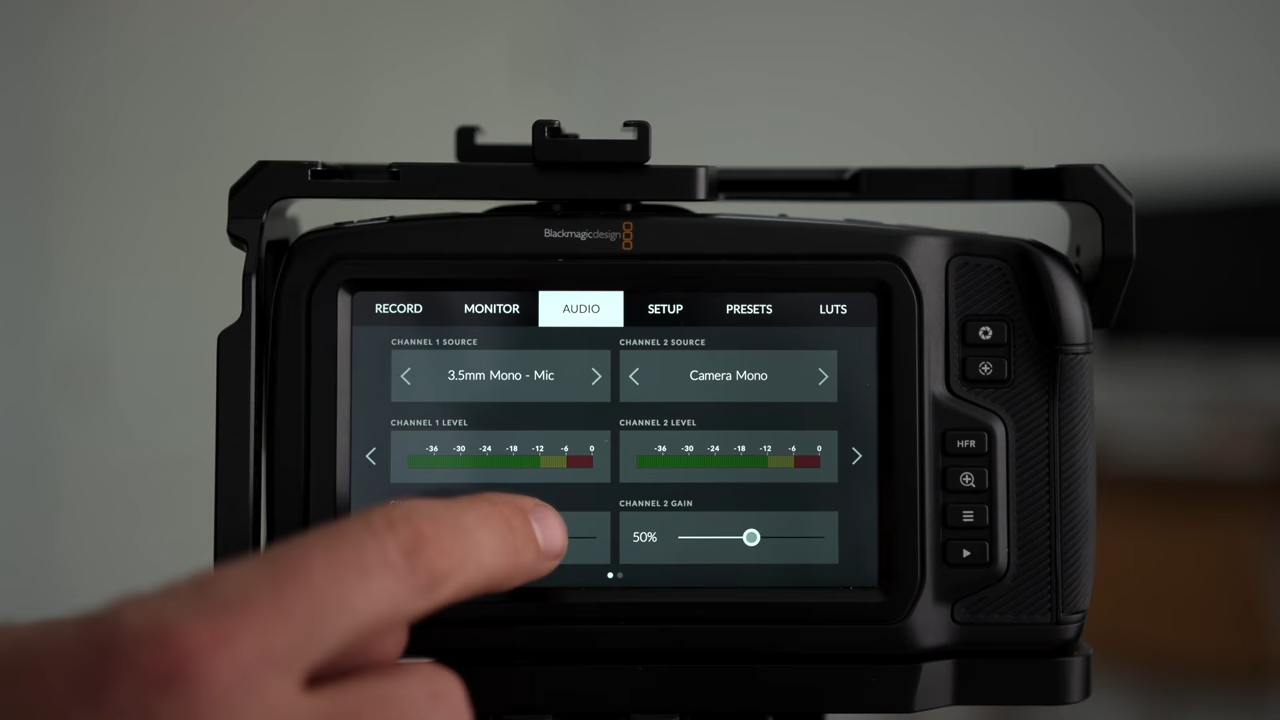 Blackmagicdesign
RECORD MONITOR AUDIO SETUP PRESETS LUTS
CHANNEL 1 SOURCE CHANNEL 2 SOURCE
3.5mm Mono - Mic Camera Mono
CHANNEL 1 LEVEL CHANNEL 2 LEVEL
-36 -30 -24 -18 -12 -6 0 -36 -30 -24 -18 -12 -6 0
CHANNEL 2 GAIN
50%
HFR